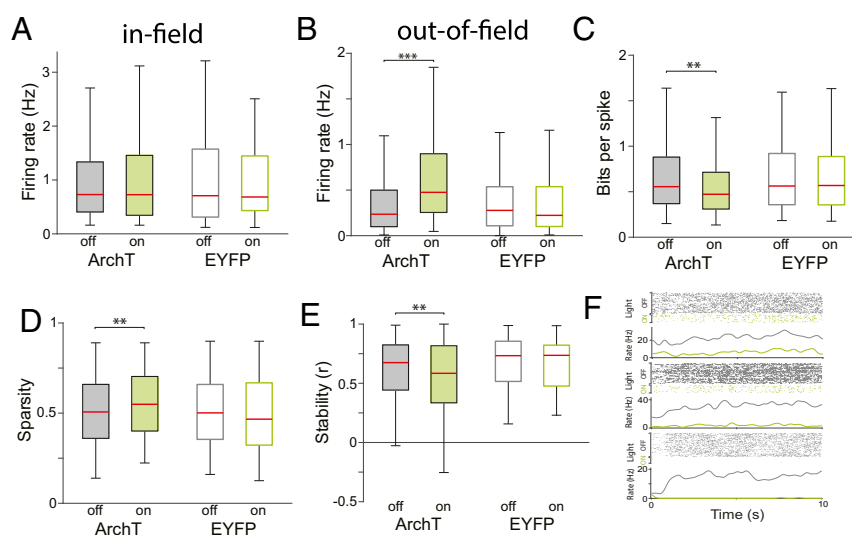 A
in-field
Firing rate (Hz)
3
2
1
0
off on off on
ArchT EYFP
B
out-of-field
Firing rate (Hz)
2
1
0
***
off on off on
ArchT EYFP
C
Bits per spike
2
1
0
**
off on off on
ArchT EYFP
D
Sparsity
1
0.5
0
**
off on off on
ArchT EYFP
E
Stability (r)
1
0.5
0
-0.5
**
off on off on
ArchT EYFP
F
Light
ON OFF
Rate (Hz)
20
0
Light
ON OFF
Rate (Hz)
40
0
Light
ON OFF
Rate (Hz)
20
0
0 10
Time (s)